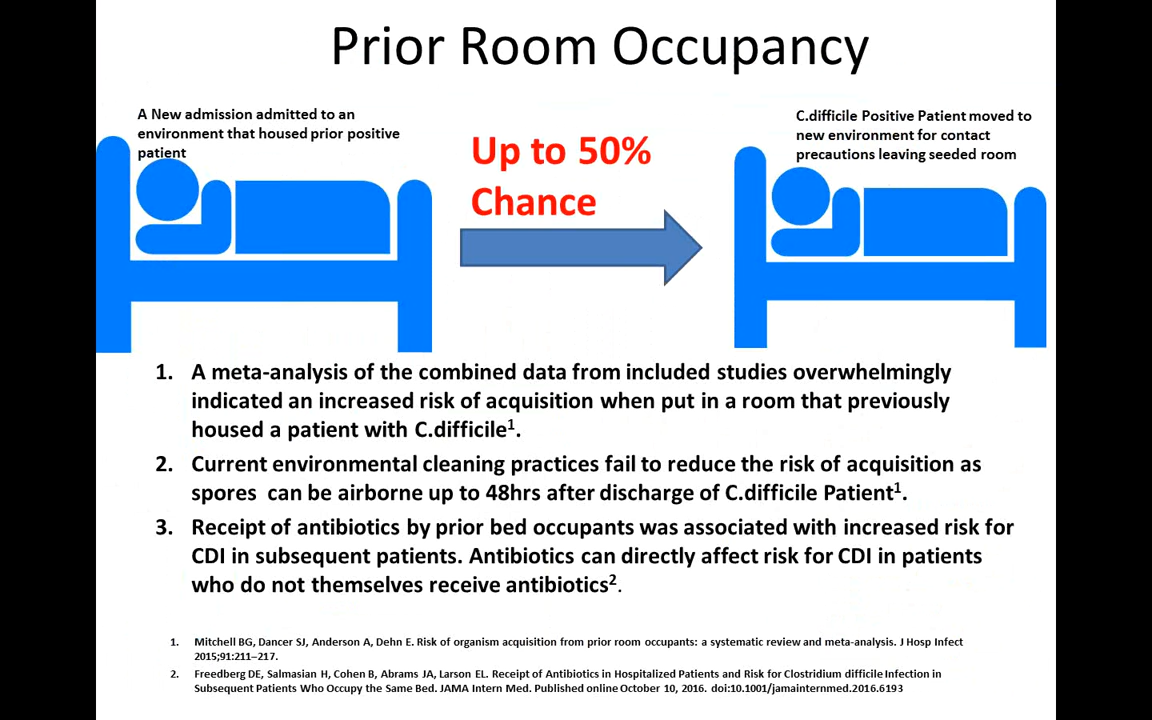 Prior Room Occupancy
A New admission admitted to an
environment that housed prior positive
patient
Up to 50%
Chance
C.difficile Positive Patient moved to
new environment for contact
precautions leaving seeded room
1. A meta-analysis of the combined data from included studies overwhelmingly
indicated an increased risk of acquisition when put in a room that previously
housed a patient with C.difficile¹.
2. Current environmental cleaning practices fail to reduce the risk of acquisition as
spores can be airborne up to 48hrs after discharge of C.difficile Patient¹.
3. Receipt of antibiotics by prior bed occupants was associated with increased risk for
CDI in subsequent patients. Antibiotics can directly affect risk for CDI in patients
who do not themselves receive antibiotics².
1. Mitchell BG, Dancer SJ, Anderson A, Dehn E. Risk of organism acquisition from prior room occupants: a systematic review and meta-analysis. J Hosp Infect
2015;91:211–217.
2. Freedberg DE, Salmasian H, Cohen B, Abrams JA, Larson EL. Receipt of Antibiotics in Hospitalized Patients and Risk for Clostridium difficile Infection in
Subsequent Patients Who Occupy the Same Bed. JAMA Intern Med. Published online October 10, 2016. doi:10.1001/jamainternmed.2016.6193